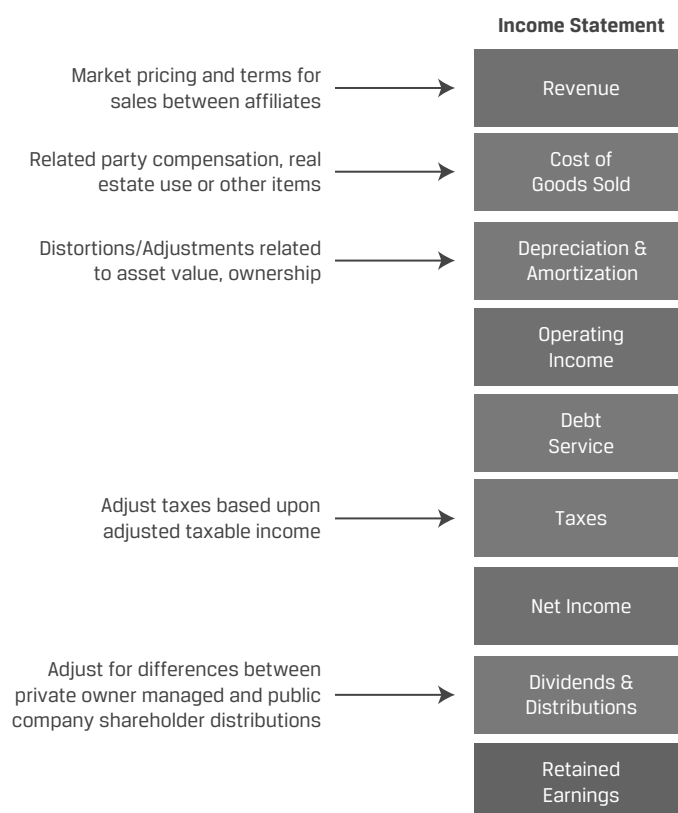 Income Statement
Market pricing and terms for
sales between affiliates
Revenue
Related party compensation, real
estate use or other items
Cost of
Goods Sold
Distortions/Adjustments related
to asset value, ownership
Depreciation &
Amortization
Operating
Income
Debt
Service
Adjust taxes based upon
adjusted taxable income
Taxes
Net Income
Adjust for differences between
private owner managed and public
company shareholder distributions
Dividends &
Distributions
Retained
Earnings